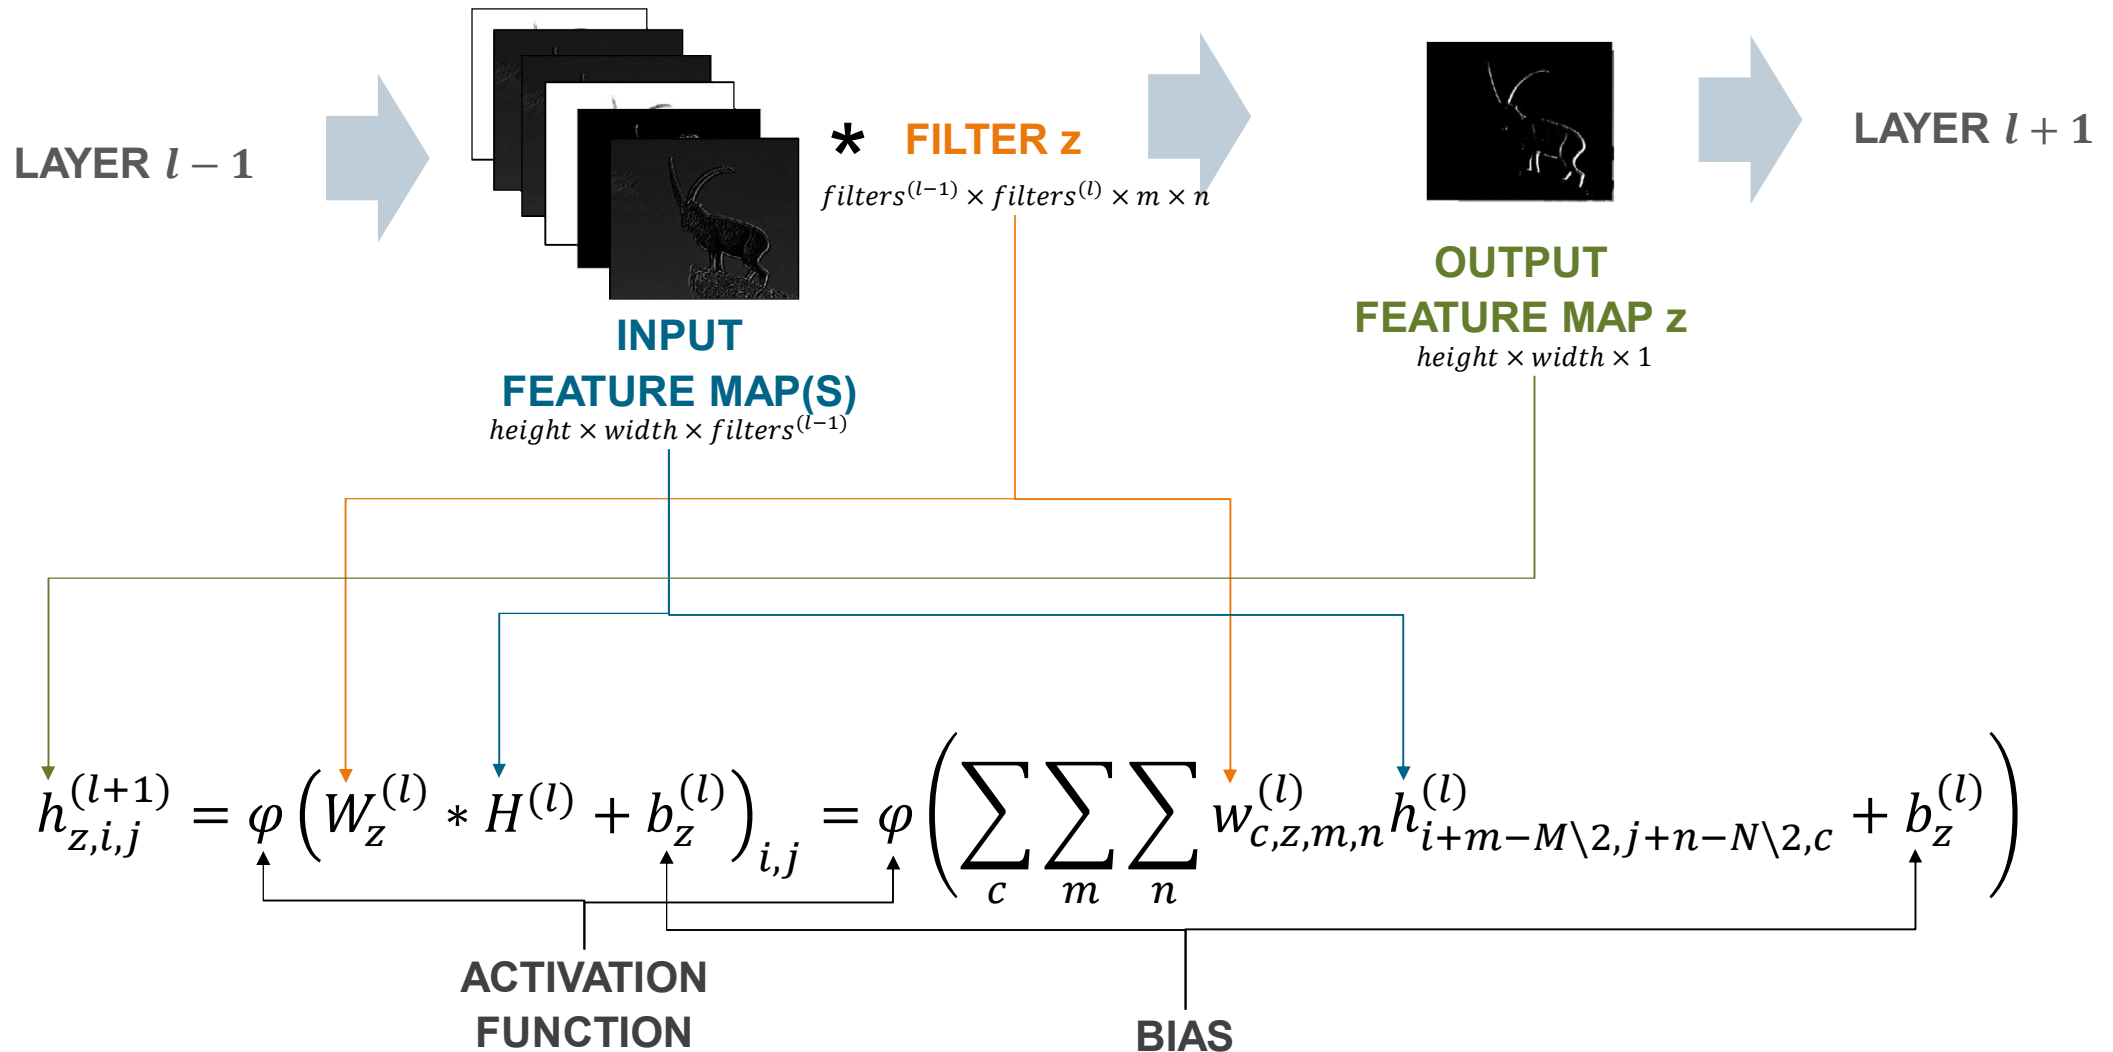 LAYER l − 1
* FILTER z
filters^(l−1) × filters^(l) × m × n
LAYER l + 1
INPUT
FEATURE MAP(S)
height × width × filters^(l−1)
OUTPUT
FEATURE MAP z
height × width × 1
h_{z,i,j}^{(l+1)} = φ(W_z^{(l)} * H^{(l)} + b_z^{(l)})_{i,j} = φ(∑_c ∑_m ∑_n w_{c,z,m,n}^{(l)} h_{i+m−M\2,j+n−N\2,c}^{(l)} + b_z^{(l)})
ACTIVATION
FUNCTION
BIAS